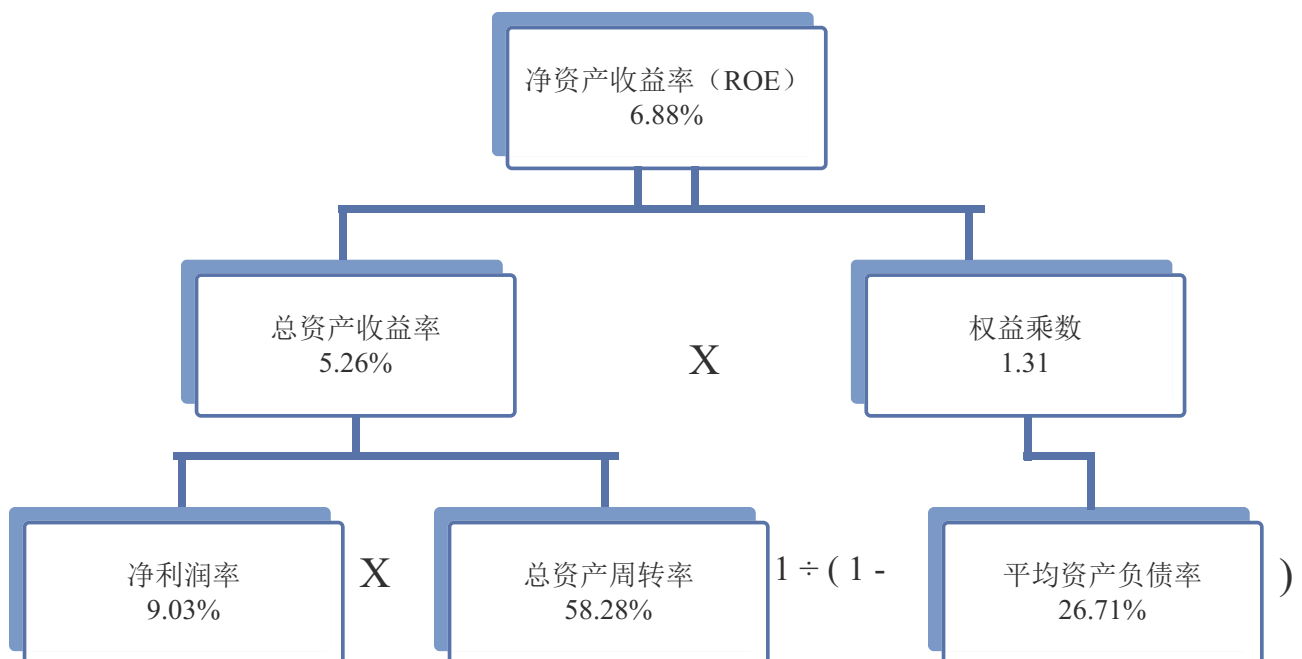 净资产收益率（ROE）
6.88%
总资产收益率
5.26%
X
权益乘数
1.31
净利润率
9.03%
X
总资产周转率
58.28%
1 ÷ ( 1 -
平均资产负债率
26.71%
)